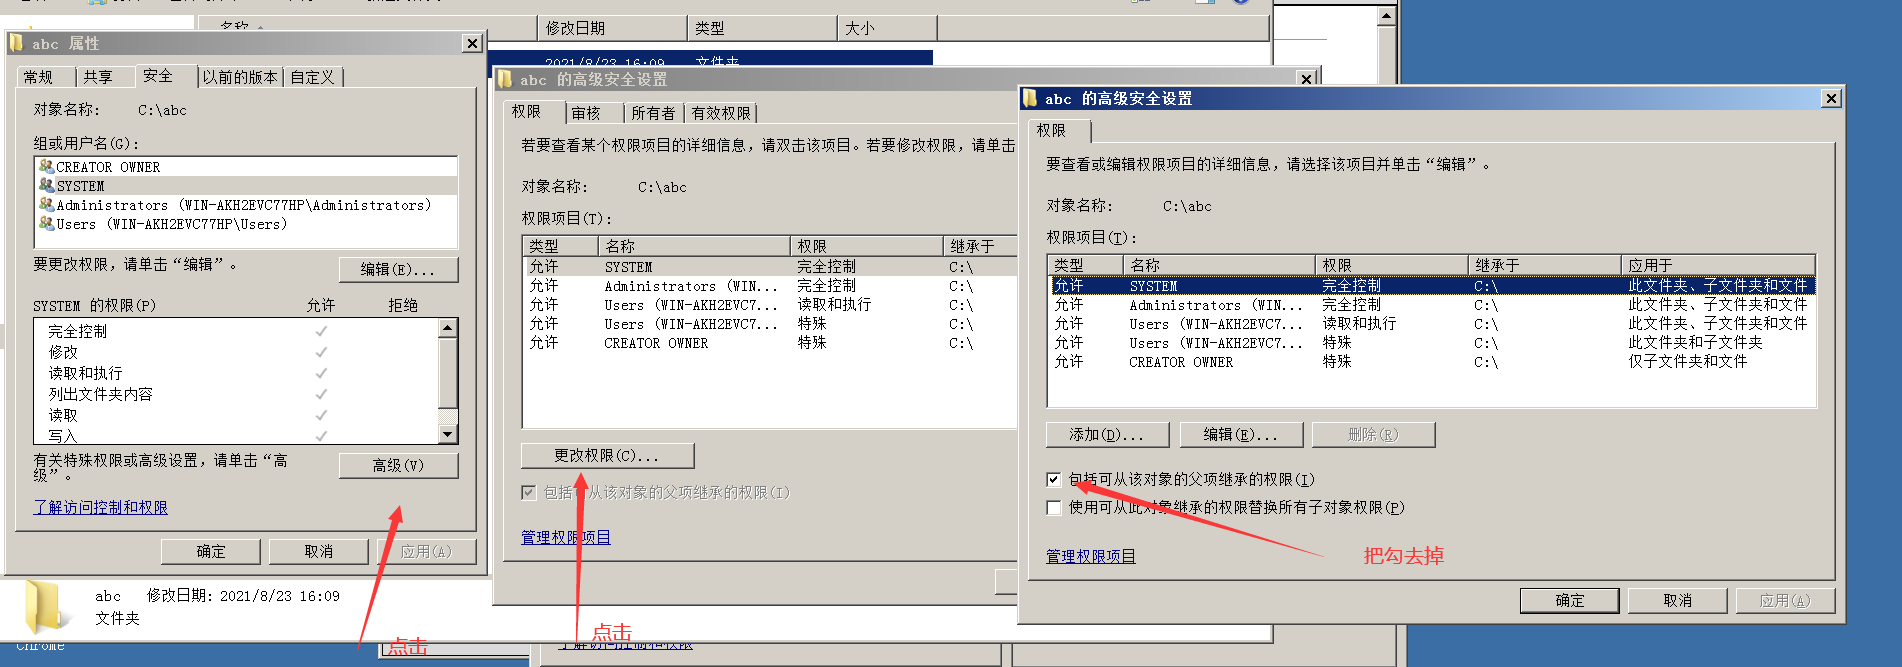 名称
修改日期
类型
大小
2021/8/23 16:09
文件夹
abc 属性
常规
共享
安全
以前的版本
自定义
对象名称:
C:\abc
组或用户名(G):
CREATOR OWNER
SYSTEM
Administrators (WIN-AKH2EVC77HP\Administrators)
Users (WIN-AKH2EVC77HP\Users)
要更改权限，请单击“编辑”。
编辑(E)...
SYSTEM 的权限(P)
允许
拒绝
完全控制
修改
读取和执行
列出文件夹内容
读取
写入
有关特殊权限或高级设置，请单击“高
级”。
高级(V)
了解访问控制和权限
确定
取消
应用(A)
点击
abc
修改日期: 2021/8/23 16:09
文件夹
Chrome
abc 的高级安全设置
权限
审核
所有者
有效权限
若要查看某个权限项目的详细信息，请双击该项目。若要修改权限，请单击
对象名称:
C:\abc
权限项目(T):
类型 名称 权限 继承于
允许 SYSTEM 完全控制 C:\
允许 Administrators (WIN... 完全控制 C:\
允许 Users (WIN-AKH2EVC7... 读取和执行 C:\
允许 Users (WIN-AKH2EVC7... 特殊 C:\
允许 CREATOR OWNER 特殊 C:\
更改权限(C)...
包括可从该对象的父项继承的权限(I)
管理权限项目
点击
了解访问控制和权限
abc 的高级安全设置
权限
要查看或编辑权限项目的详细信息，请选择该项目并单击“编辑”。
对象名称:
C:\abc
权限项目(T):
类型 名称 权限 继承于 应用于
允许 SYSTEM 完全控制 C:\ 此文件夹、子文件夹和文件
允许 Administrators (WIN... 完全控制 C:\ 此文件夹、子文件夹和文件
允许 Users (WIN-AKH2EVC7... 读取和执行 C:\ 此文件夹、子文件夹和文件
允许 Users (WIN-AKH2EVC7... 特殊 C:\ 此文件夹和子文件夹
允许 CREATOR OWNER 特殊 C:\ 仅子文件夹和文件
添加(D)...
编辑(E)...
删除(R)
包括可从该对象的父项继承的权限(I)
使用可从此对象继承的权限替换所有子对象权限(P)
把勾去掉
管理权限项目
确定
取消
应用(A)